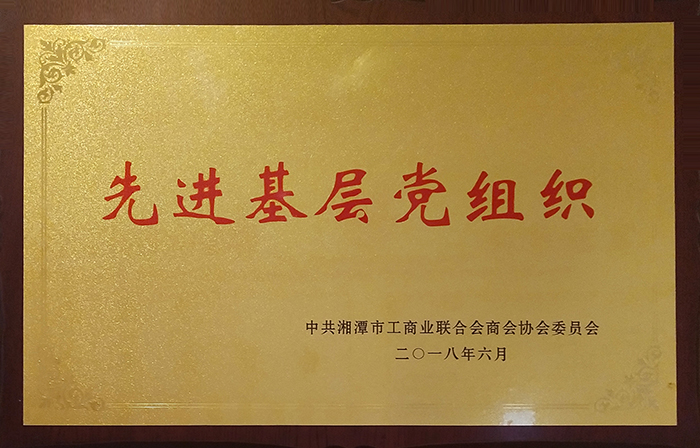 先进基层党组织
中共湘潭市工商业联合会商会协会委员会
二〇一八年六月